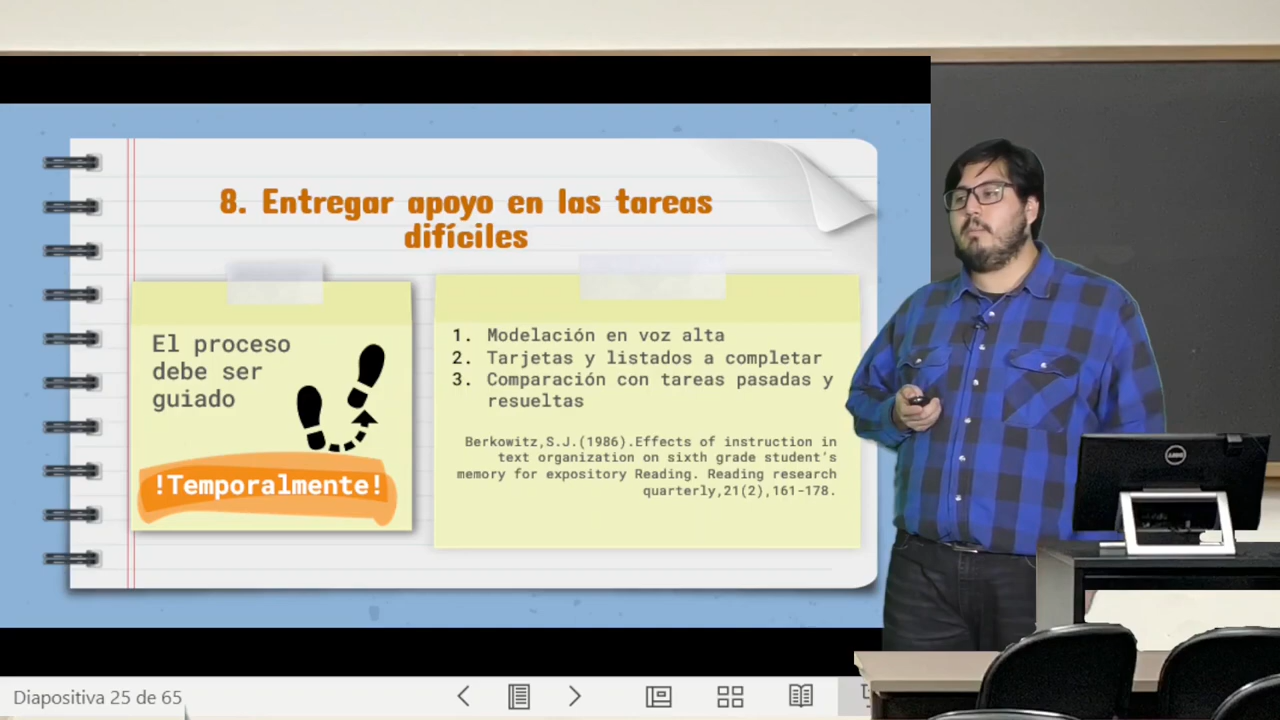 8. Entregar apoyo en las tareas
difíciles
El proceso
debe ser
guiado
!Temporalmente!
1. Modelación en voz alta
2. Tarjetas y listados a completar
3. Comparación con tareas pasadas y
resueltas
Berkowitz,S.J.(1986).Effects of instruction in
text organization on sixth grade student's
memory for expository Reading. Reading research
quarterly,21(2),161-178.
DELL
Diapositiva 25 de 65